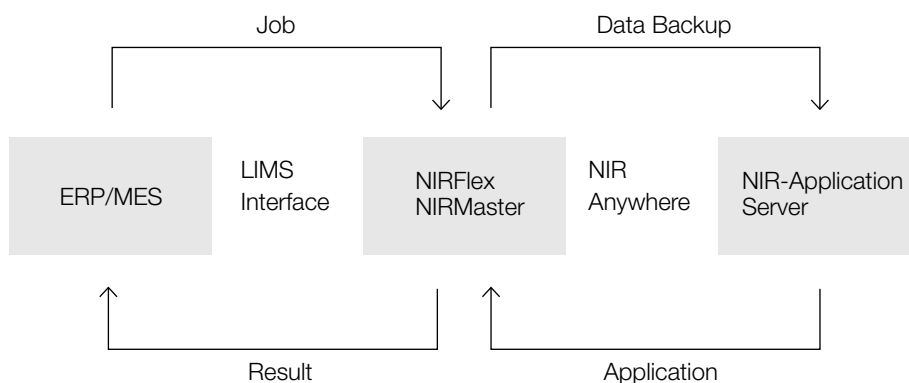 Job
Data Backup
ERP/MES
LIMS
Interface
NIRFlex
NIRMaster
NIR
Anywhere
NIR-Application
Server
Result
Application